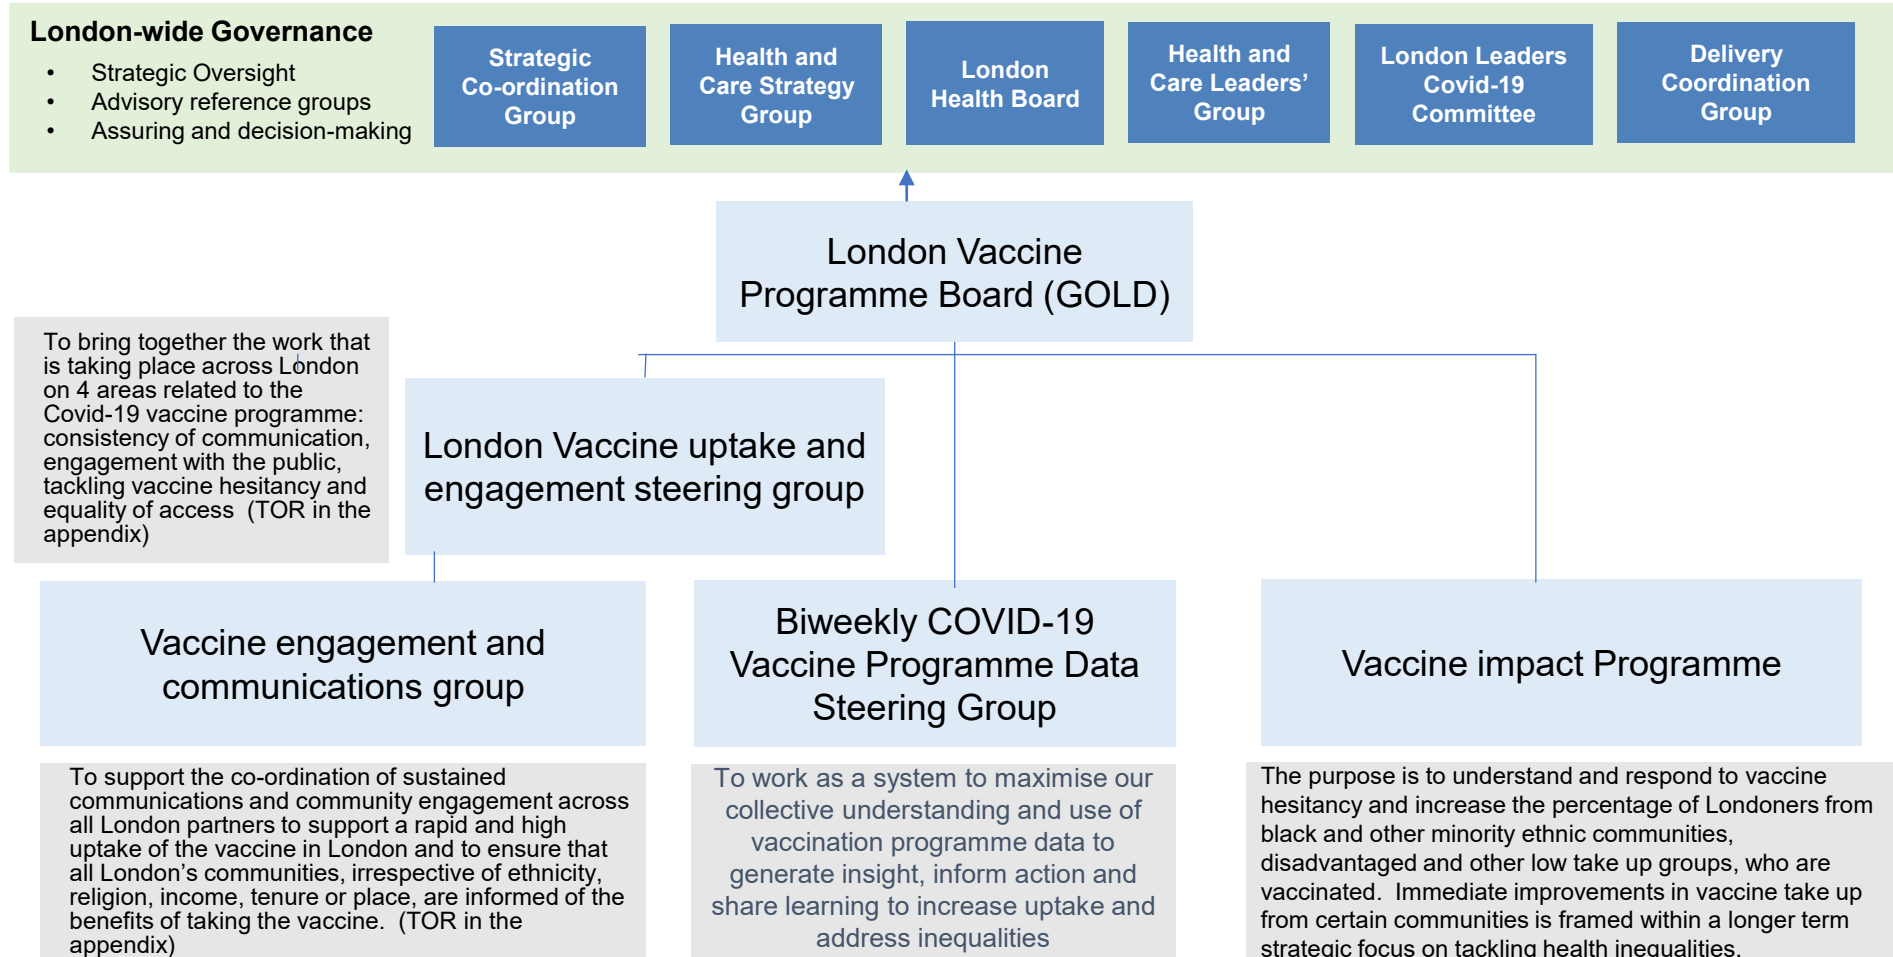 London-wide Governance
• Strategic Oversight
• Advisory reference groups
• Assuring and decision-making
Strategic
Co-ordination
Group
Health and
Care Strategy
Group
London
Health Board
Health and
Care Leaders’
Group
London Leaders
Covid-19
Committee
Delivery
Coordination
Group
London Vaccine
Programme Board (GOLD)
To bring together the work that
is taking place across London
on 4 areas related to the
Covid-19 vaccine programme:
consistency of communication,
engagement with the public,
tackling vaccine hesitancy and
equality of access (TOR in the
appendix)
London Vaccine uptake and
engagement steering group
Vaccine engagement and
communications group
Biweekly COVID-19
Vaccine Programme Data
Steering Group
Vaccine impact Programme
To support the co-ordination of sustained
communications and community engagement across
all London partners to support a rapid and high
uptake of the vaccine in London and to ensure that
all London’s communities, irrespective of ethnicity,
religion, income, tenure or place, are informed of the
benefits of taking the vaccine. (TOR in the
appendix)
To work as a system to maximise our
collective understanding and use of
vaccination programme data to
generate insight, inform action and
share learning to increase uptake and
address inequalities
The purpose is to understand and respond to vaccine
hesitancy and increase the percentage of Londoners from
black and other minority ethnic communities,
disadvantaged and other low take up groups, who are
vaccinated. Immediate improvements in vaccine take up
from certain communities is framed within a longer term
strategic focus on tackling health inequalities.